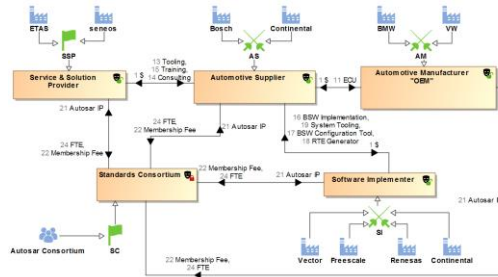 ETAS
seneos
Bosch
Continental
BMW
VW
SSP
AS
AM
Service & Solution
Provider
1 $
13 Tooling,
15 Training,
14 Consulting
Automotive Supplier
1 $
11 ECU
Automotive Manufacturer
"OEM"
21 Autosar IP
24 FTE,
22 Membership Fee
21 Autosar IP
16 BSW Implementation,
19 System Tooling,
17 BSW Configuration Tool,
18 RTE Generator
24 FTE,
22 Membership Fee
1 $
Standards Consortium
22 Membership Fee,
24 FTE
21 Autosar IP
Software Implementer
21 Autosar IP
Autosar Consortium
SC
SI
22 Membership Fee,
24 FTE
Vector
Freescale
Renesas
Continental